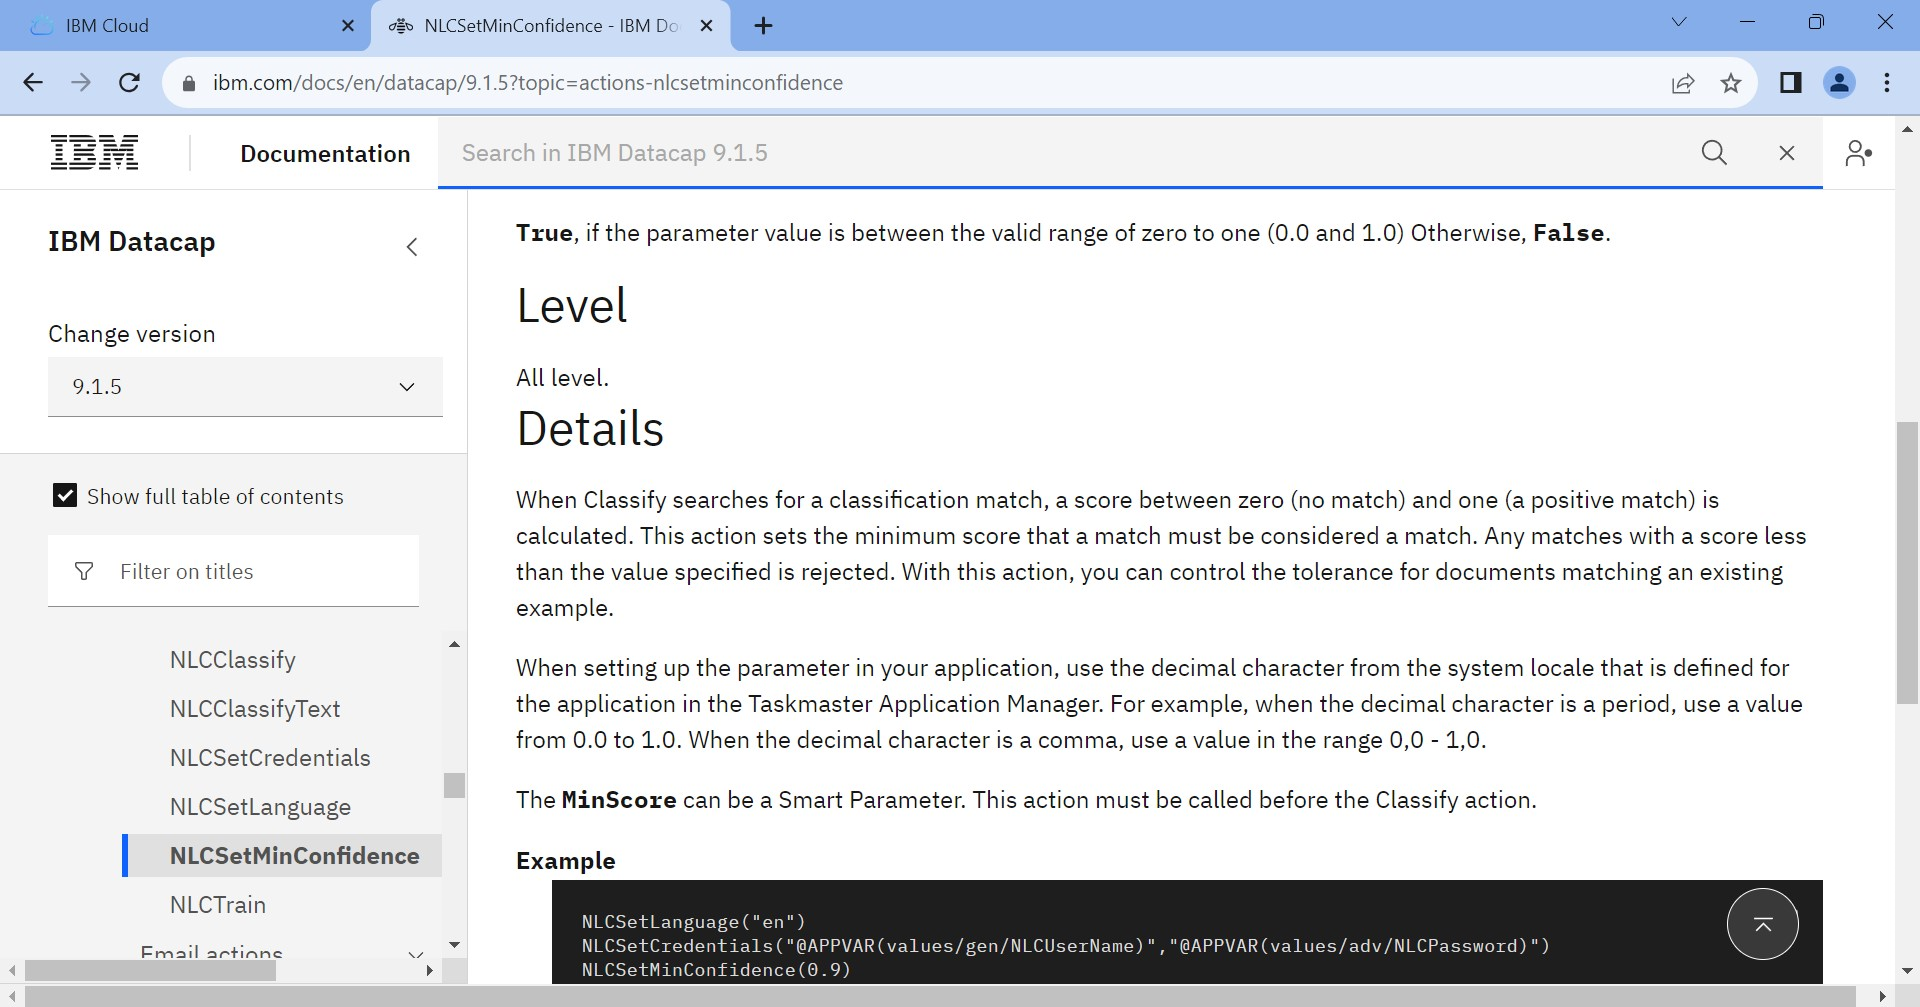 IBM Cloud
NLCSetMinConfidence - IBM Do
ibm.com/docs/en/datacap/9.1.5?topic=actions-nlcsetminconfidence
IBM
Documentation
Search in IBM Datacap 9.1.5
IBM Datacap
Change version
9.1.5
Show full table of contents
Filter on titles
NLCClassify
NLCClassifyText
NLCSetCredentials
NLCSetLanguage
NLCSetMinConfidence
NLCTrain
Email actions
True, if the parameter value is between the valid range of zero to one (0.0 and 1.0) Otherwise, False.
Level
All level.
Details
When Classify searches for a classification match, a score between zero (no match) and one (a positive match) is
calculated. This action sets the minimum score that a match must be considered a match. Any matches with a score less
than the value specified is rejected. With this action, you can control the tolerance for documents matching an existing
example.
When setting up the parameter in your application, use the decimal character from the system locale that is defined for
the application in the Taskmaster Application Manager. For example, when the decimal character is a period, use a value
from 0.0 to 1.0. When the decimal character is a comma, use a value in the range 0,0 - 1,0.
The MinScore can be a Smart Parameter. This action must be called before the Classify action.
Example
NLCSetLanguage("en")
NLCSetCredentials("@APPVAR(values/gen/NLCUserName)","@APPVAR(values/adv/NLCPassword)")
NLCSetMinConfidence(0.9)